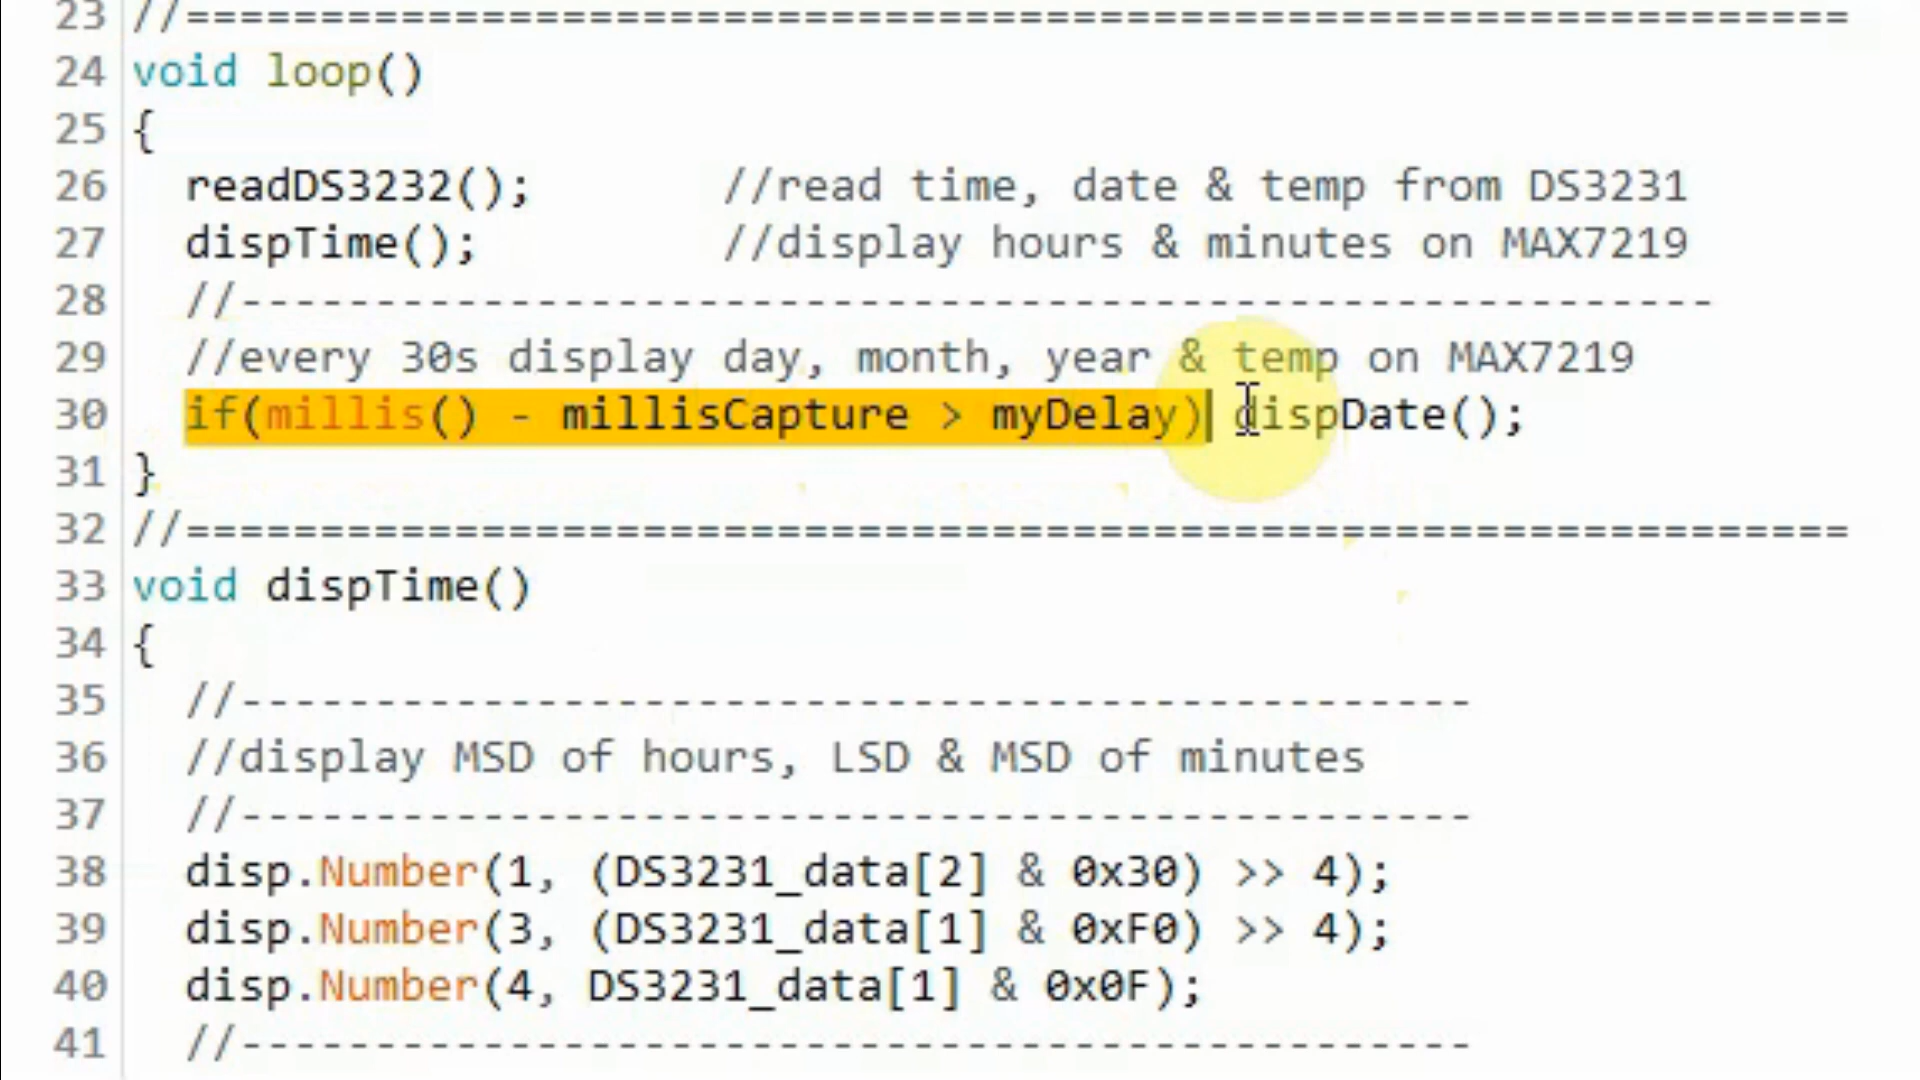 23 //==============================================================
24 void loop()
25 {
26 readDS3232(); //read time, date & temp from DS3231
27 dispTime(); //display hours & minutes on MAX7219
28 //-------------------------------------------------------
29 //every 30s display day, month, year & temp on MAX7219
30 if(millis() - millisCapture > myDelay) dispDate();
31 }
32 //==============================================================
33 void dispTime()
34 {
35 //----------------------------------------------
36 //display MSD of hours, LSD & MSD of minutes
37 //----------------------------------------------
38 disp.Number(1, (DS3231_data[2] & 0x30) >> 4);
39 disp.Number(3, (DS3231_data[1] & 0xF0) >> 4);
40 disp.Number(4, DS3231_data[1] & 0x0F);
41 //----------------------------------------------